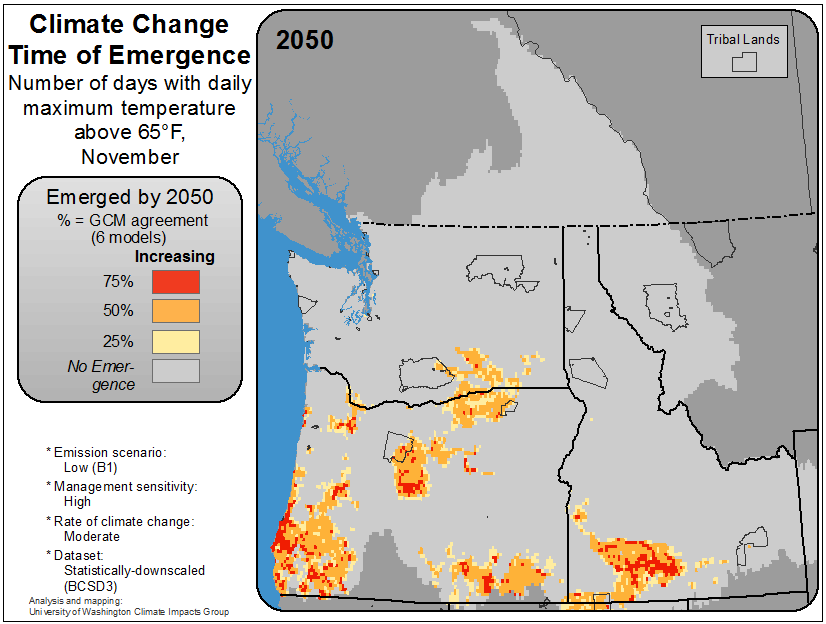 Climate Change
Time of Emergence
Number of days with daily
maximum temperature
above 65°F,
November
Emerged by 2050
% = GCM agreement
(6 models)
Increasing
75%
50%
25%
No Emer-
gence
* Emission scenario:
Low (B1)
* Management sensitivity:
High
* Rate of climate change:
Moderate
* Dataset:
Statistically-downscaled
(BCSD3)
Analysis and mapping:
University of Washington Climate Impacts Group
2050
Tribal Lands